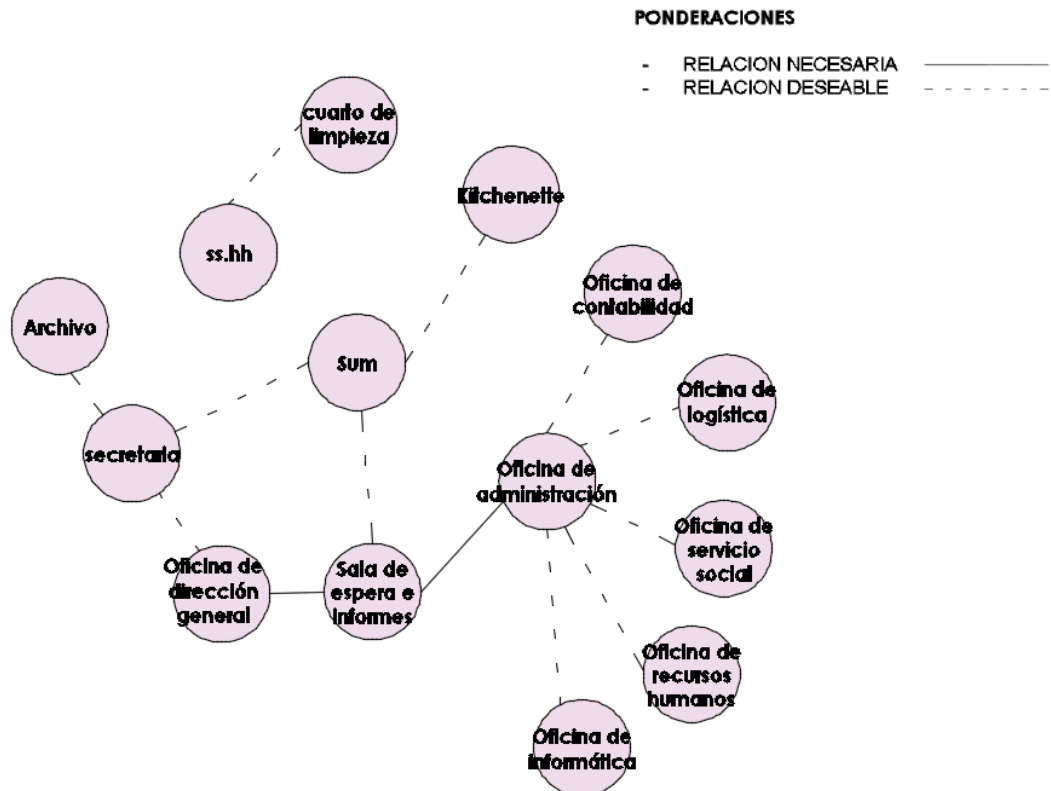 PONDERACIONES
- RELACION NECESARIA
- RELACION DESEABLE
cuarto de
limpieza
Kitchenette
ss.hh
Oficina de
contabilidad
Archivo
Sum
Oficina de
logística
secretaria
Oficina de
administración
Oficina de
servicio
social
Oficina de
dirección
general
Sala de
espera e
informes
Oficina de
recursos
humanos
Oficina de
informática